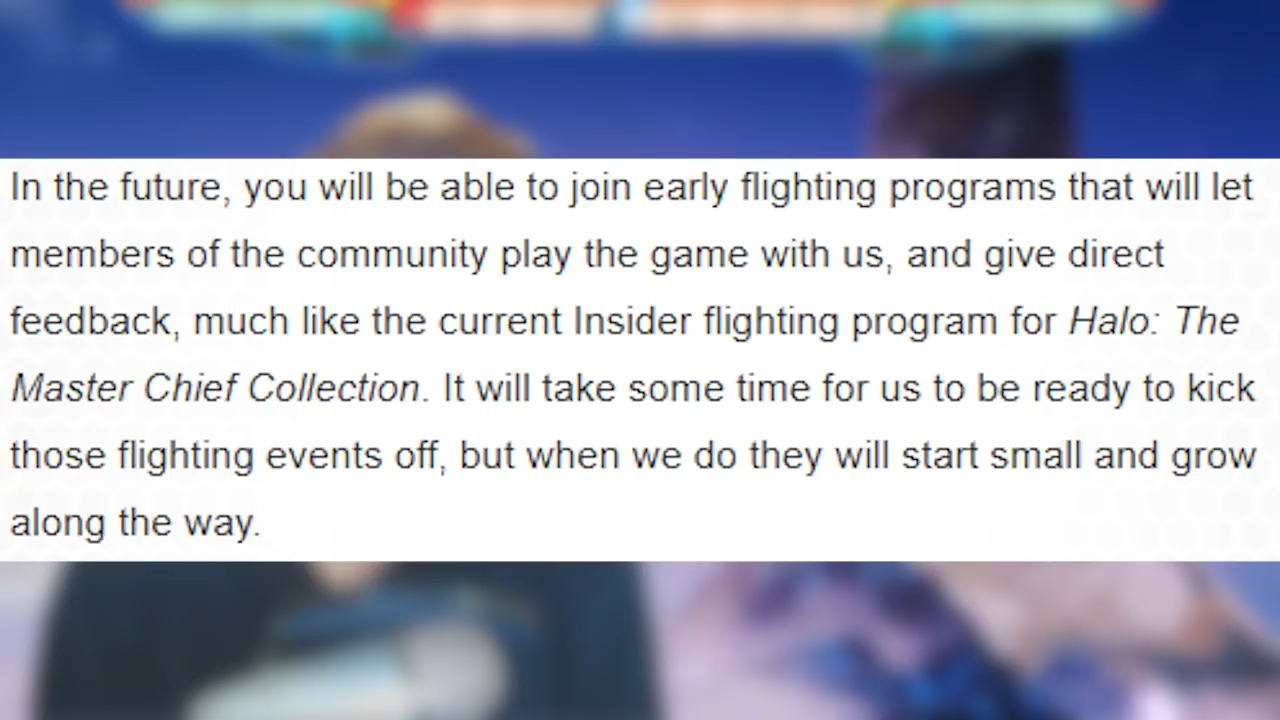 In the future, you will be able to join early flighting programs that will let
members of the community play the game with us, and give direct
feedback, much like the current Insider flighting program for Halo: The
Master Chief Collection. It will take some time for us to be ready to kick
those flighting events off, but when we do they will start small and grow
along the way.